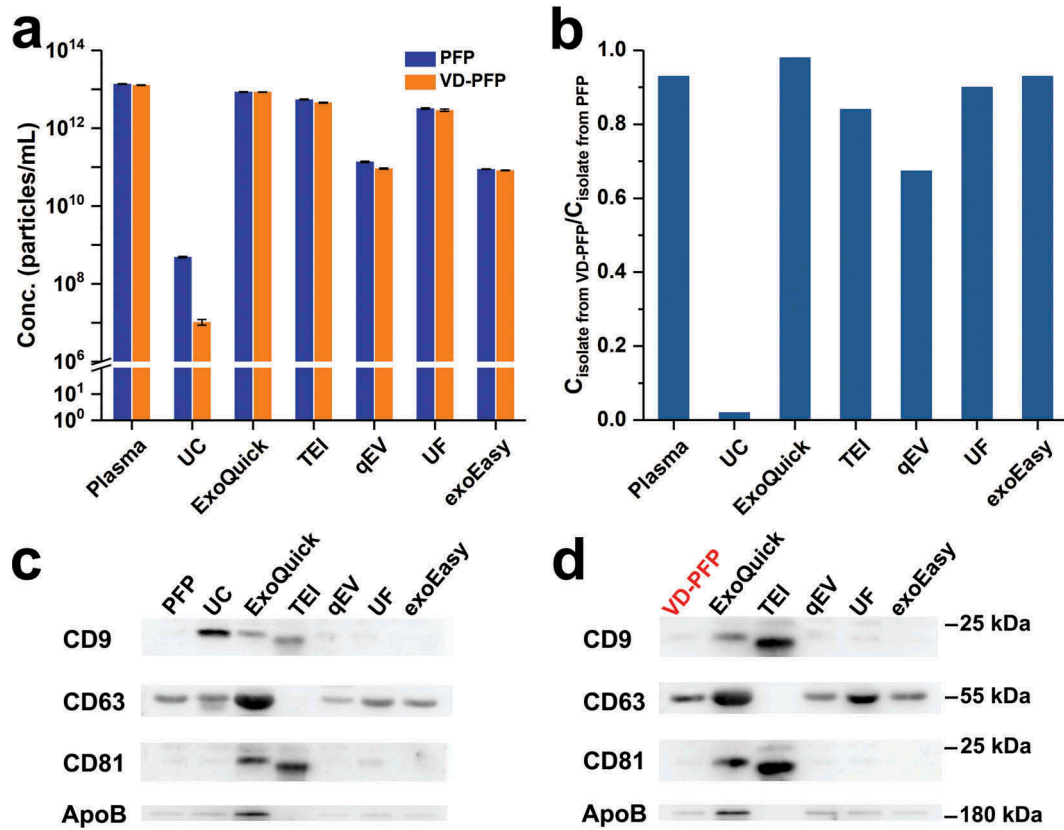 a
Conc. (particles/mL)
10^14
10^12
10^10
10^8
10^6
10^1
10^0
PFP
VD-PFP
Plasma
UC
ExoQuick
TEI
qEV
UF
exoEasy
b
C_isolate from VD-PFP/C_isolate from PFP
1.0
0.8
0.6
0.4
0.2
0.0
Plasma
UC
ExoQuick
TEI
qEV
UF
exoEasy
c
PFP
UC
ExoQuick
TEI
qEV
UF
exoEasy
CD9
CD63
CD81
ApoB
d
VD-PFP
ExoQuick
TEI
qEV
UF
exoEasy
CD9
–25 kDa
CD63
–55 kDa
CD81
–25 kDa
ApoB
–180 kDa